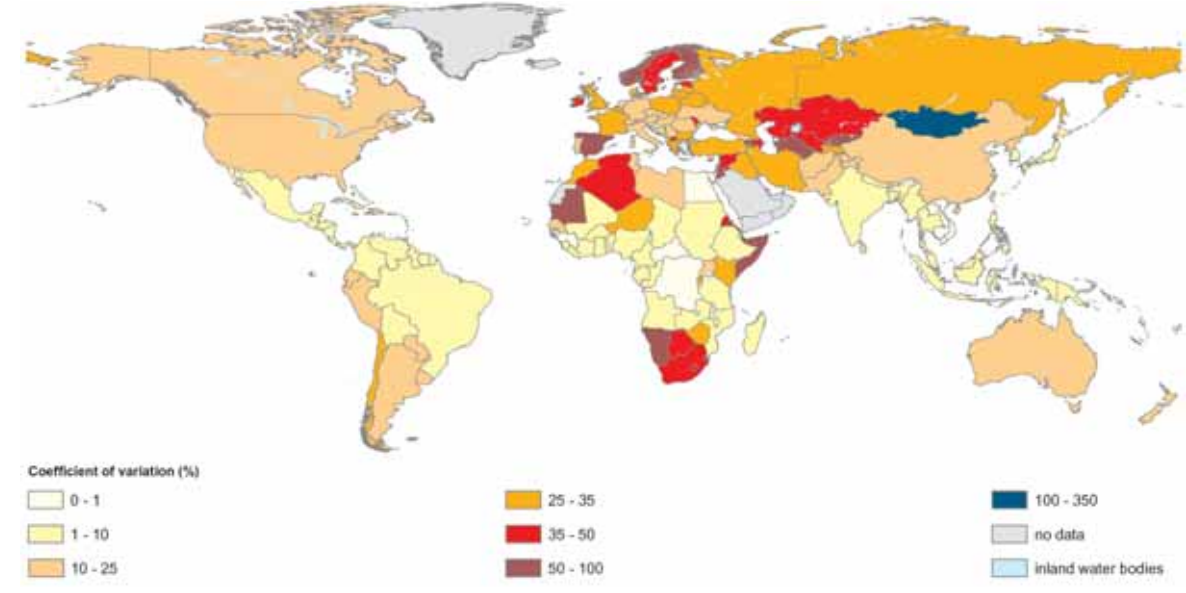 Coefficient of variation (%)
0 - 1
1 - 10
10 - 25
25 - 35
35 - 50
50 - 100
100 - 350
no data
inland water bodies